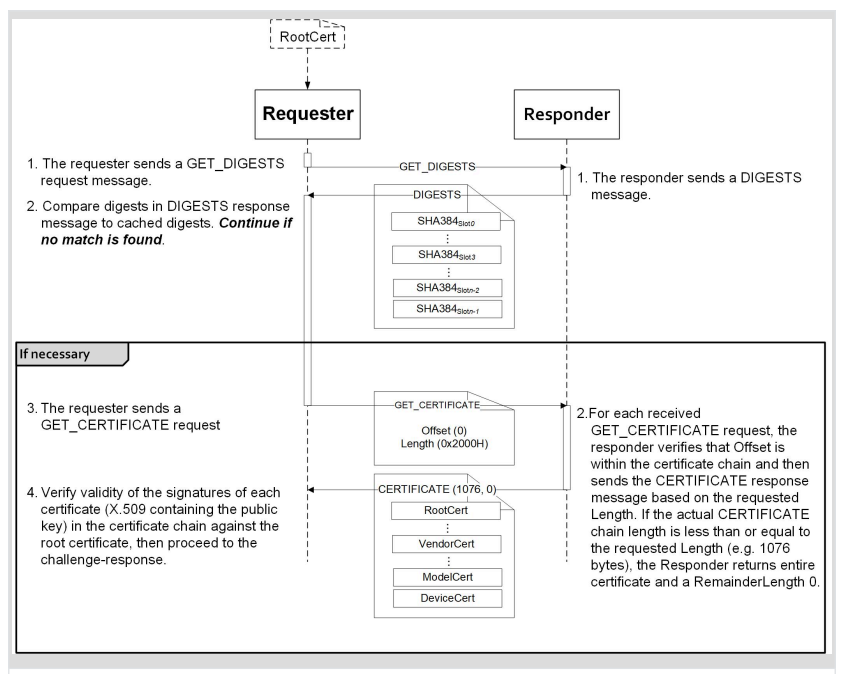 RootCert
Requester
Responder
1. The requester sends a GET_DIGESTS
request message.
2. Compare digests in DIGESTS response
message to cached digests. Continue if
no match is found.
GET_DIGESTS
1. The responder sends a DIGESTS
message.
DIGESTS
SHA384Slot0
⋮
SHA384Slot3
⋮
SHA384Slotn-2
SHA384Slotn-1
If necessary
3. The requester sends a
GET_CERTIFICATE request
GET_CERTIFICATE
Offset (0)
Length (0x2000H)
2.For each received
GET_CERTIFICATE request, the
responder verifies that Offset is
within the certificate chain and then
sends the CERTIFICATE response
message based on the requested
Length. If the actual CERTIFICATE
chain length is less than or equal to
the requested Length (e.g. 1076
bytes), the Responder returns entire
certificate and a RemainderLength 0.
4. Verify validity of the signatures of each
certificate (X.509 containing the public
key) in the certificate chain against the
root certificate, then proceed to the
challenge-response.
CERTIFICATE (1076, 0)
RootCert
⋮
VendorCert
⋮
ModelCert
DeviceCert